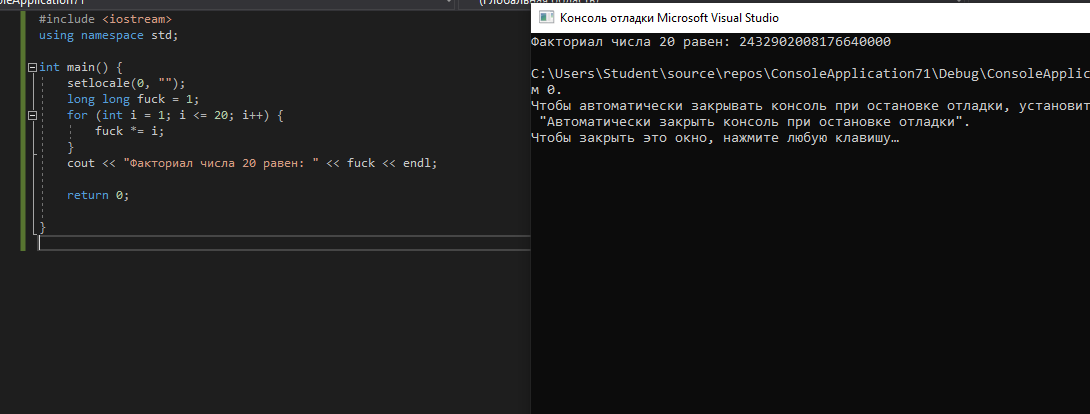 #include <iostream>
using namespace std;
int main() {
setlocale(0, "");
long long fuck = 1;
for (int i = 1; i <= 20; i++) {
fuck *= i;
}
cout << "Факториал числа 20 равен: " << fuck << endl;
return 0;
}
Консоль отладки Microsoft Visual Studio
Факториал числа 20 равен: 2432902008176640000
C:\Users\Student\source\repos\ConsoleApplication71\Debug\ConsoleApplic
м 0.
Чтобы автоматически закрывать консоль при остановке отладки, установит
"Автоматически закрыть консоль при остановке отладки".
Чтобы закрыть это окно, нажмите любую клавишу…